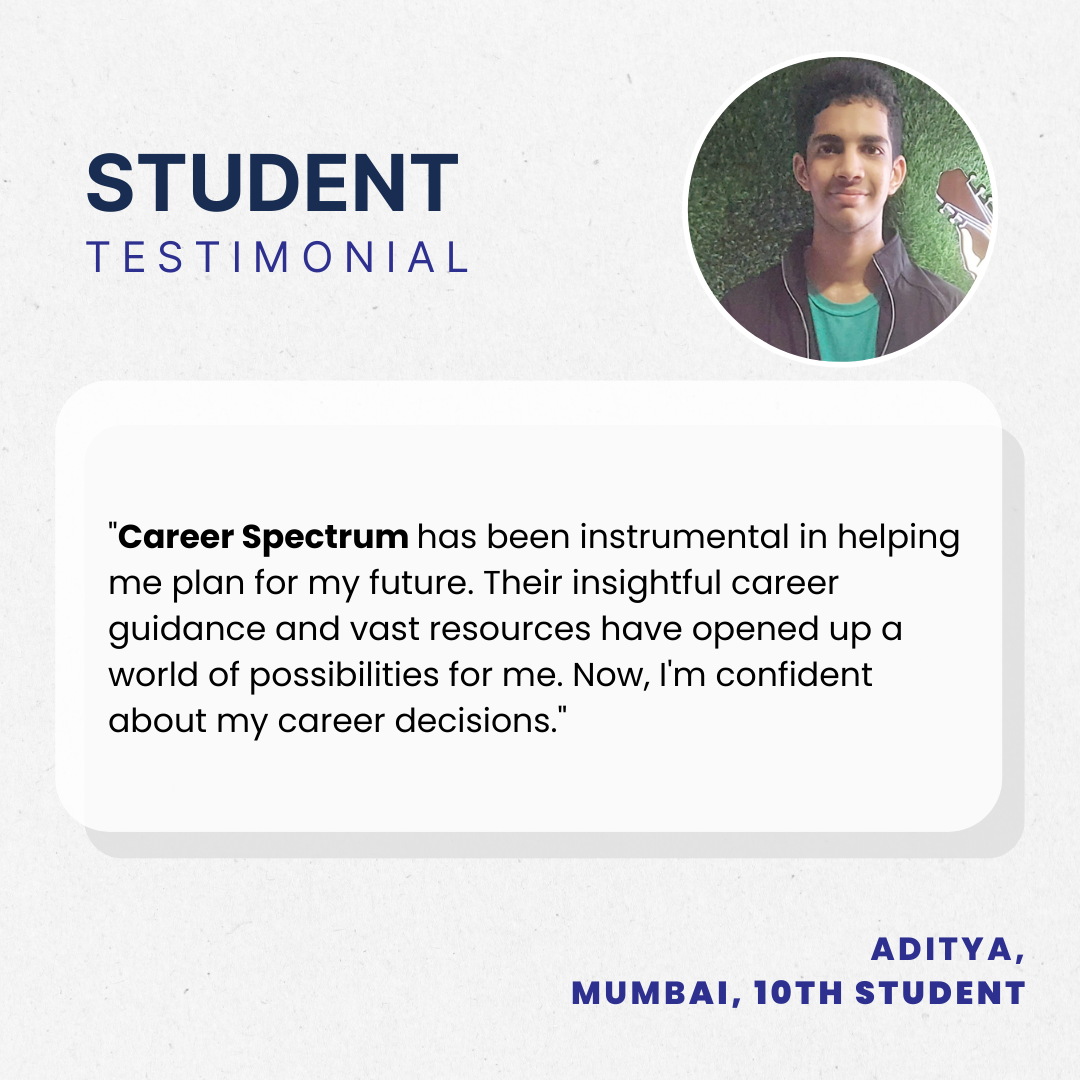 STUDENT
TESTIMONIAL
"Career Spectrum has been instrumental in helping
me plan for my future. Their insightful career
guidance and vast resources have opened up a
world of possibilities for me. Now, I'm confident
about my career decisions."
ADITYA,
MUMBAI, 10TH STUDENT